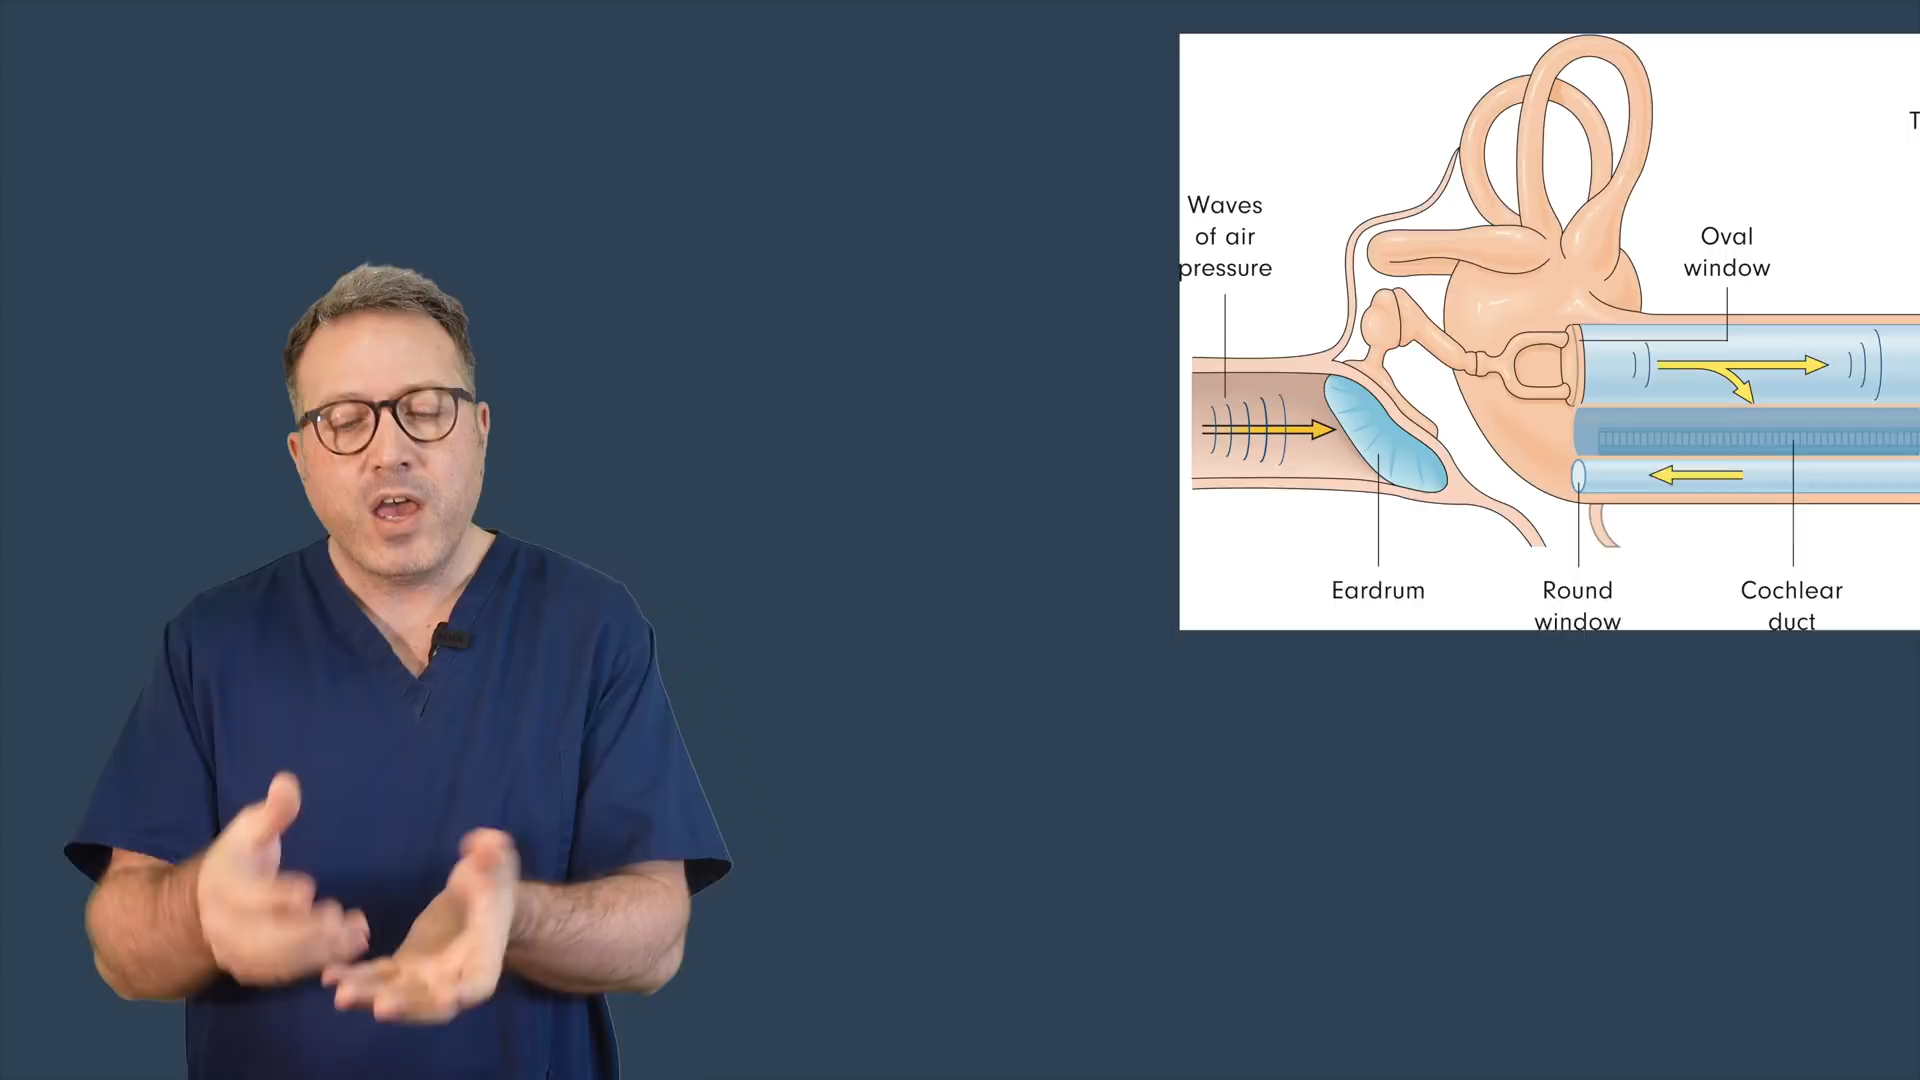 Waves
of air
pressure
Oval
window
T
Eardrum
Round
window
Cochlear
duct